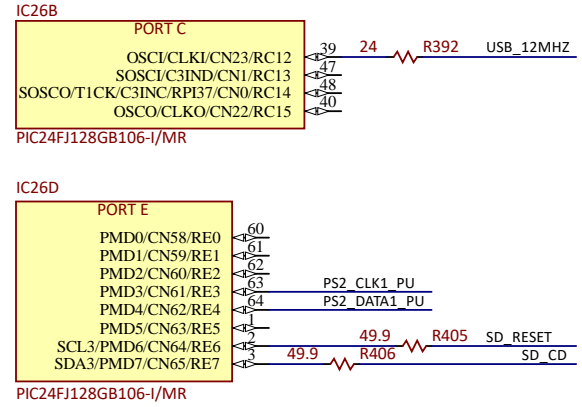 IC26B
PORT C
OSCI/CLKI/CN23/RC12 39 24 R392 USB_12MHZ
SOSCI/C3IND/CN1/RC13 47
SOSCO/T1CK/C3INC/RPI37/CN0/RC14 48
OSCO/CLKO/CN22/RC15 40
PIC24FJ128GB106-I/MR
IC26D
PORT E
PMD0/CN58/RE0 60
PMD1/CN59/RE1 61
PMD2/CN60/RE2 62
PMD3/CN61/RE3 63 PS2_CLK1_PU
PMD4/CN62/RE4 64 PS2_DATA1_PU
PMD5/CN63/RE5 1
SCL3/PMD6/CN64/RE6 2 49.9 R405 SD_RESET
SDA3/PMD7/CN65/RE7 3 49.9 R406 SD_CD
PIC24FJ128GB106-I/MR